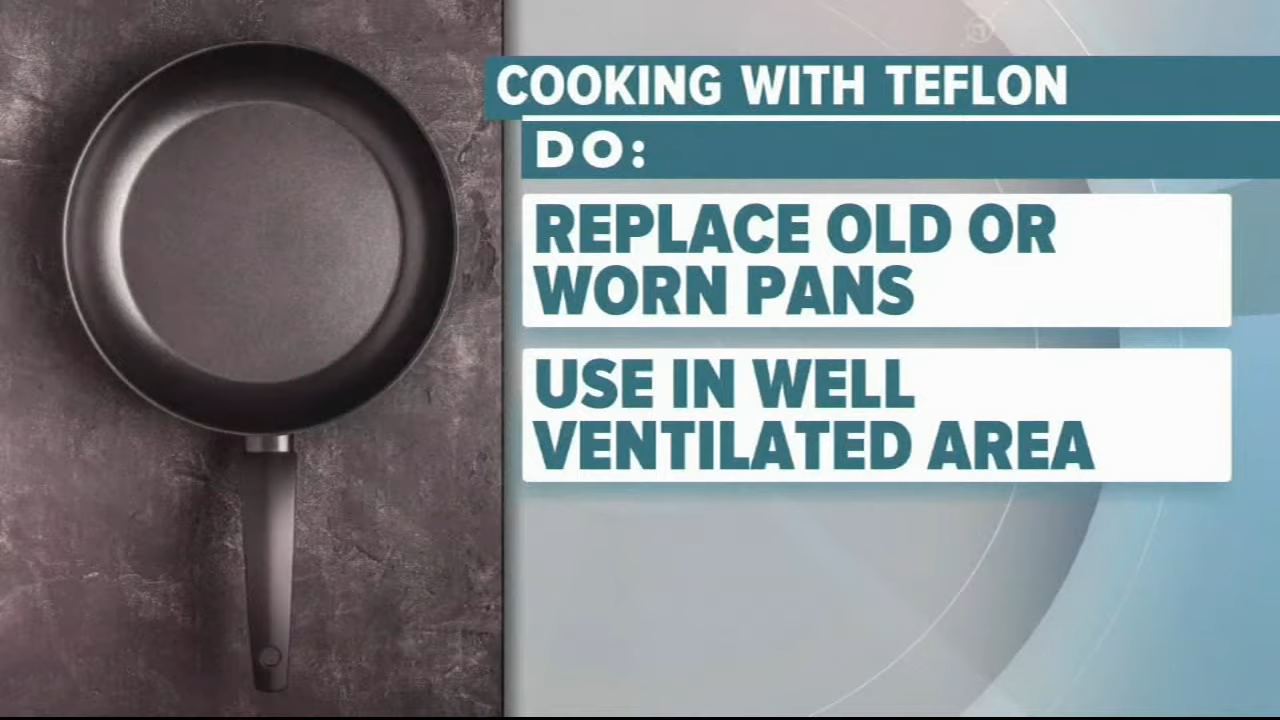 COOKING WITH TEFLON
DO:
REPLACE OLD OR
WORN PANS
USE IN WELL
VENTILATED AREA